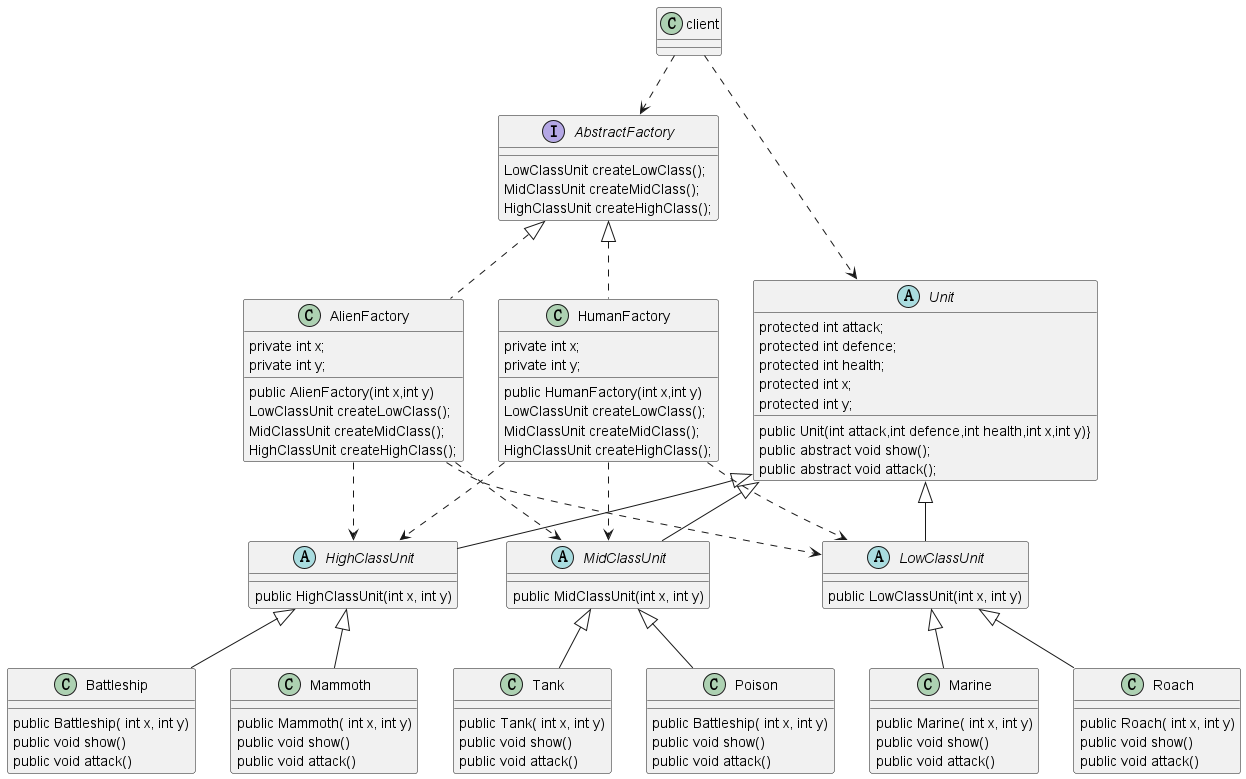 C client
I AbstractFactory
LowClassUnit createLowClass();
MidClassUnit createMidClass();
HighClassUnit createHighClass();
C AlienFactory
private int x;
private int y;
public AlienFactory(int x,int y)
LowClassUnit createLowClass();
MidClassUnit createMidClass();
HighClassUnit createHighClass();
C HumanFactory
private int x;
private int y;
public HumanFactory(int x,int y)
LowClassUnit createLowClass();
MidClassUnit createMidClass();
HighClassUnit createHighClass();
A Unit
protected int attack;
protected int defence;
protected int health;
protected int x;
protected int y;
public Unit(int attack,int defence,int health,int x,int y)}
public abstract void show();
public abstract void attack();
A HighClassUnit
public HighClassUnit(int x, int y)
A MidClassUnit
public MidClassUnit(int x, int y)
A LowClassUnit
public LowClassUnit(int x, int y)
C Battleship
public Battleship( int x, int y)
public void show()
public void attack()
C Mammoth
public Mammoth( int x, int y)
public void show()
public void attack()
C Tank
public Tank( int x, int y)
public void show()
public void attack()
C Poison
public Battleship( int x, int y)
public void show()
public void attack()
C Marine
public Marine( int x, int y)
public void show()
public void attack()
C Roach
public Roach( int x, int y)
public void show()
public void attack()